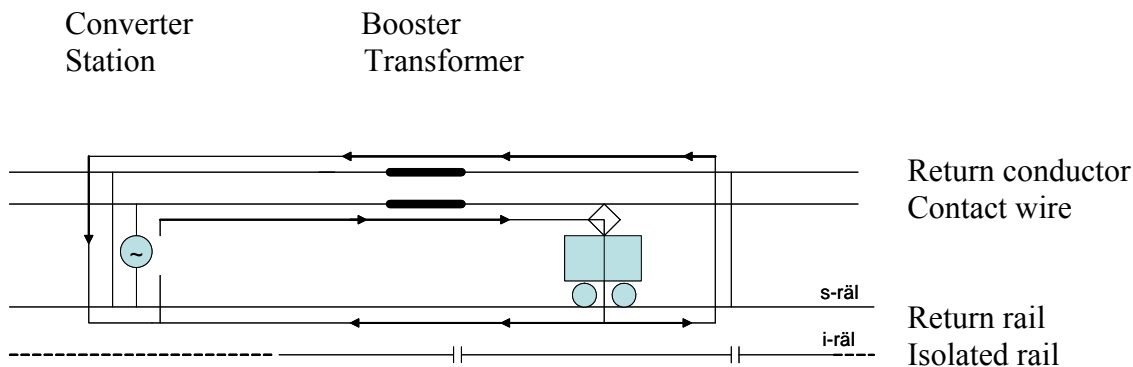 Converter
Station
Booster
Transformer
Return conductor
Contact wire
~
s-räl
Return rail
i-räl
Isolated rail